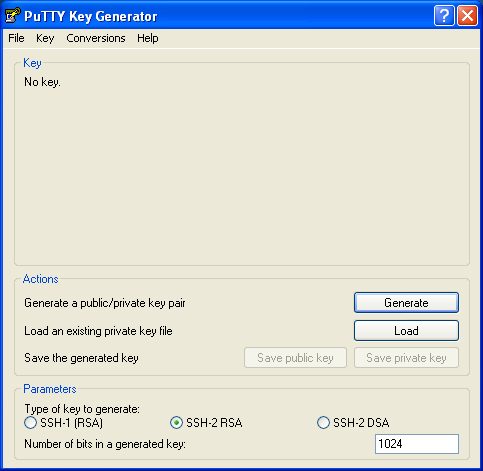 PuTTY Key Generator
File Key Conversions Help
Key
No key.
Actions
Generate a public/private key pair Generate
Load an existing private key file Load
Save the generated key Save public key Save private key
Parameters
Type of key to generate:
SSH-1 (RSA) SSH-2 RSA SSH-2 DSA
Number of bits in a generated key: 1024